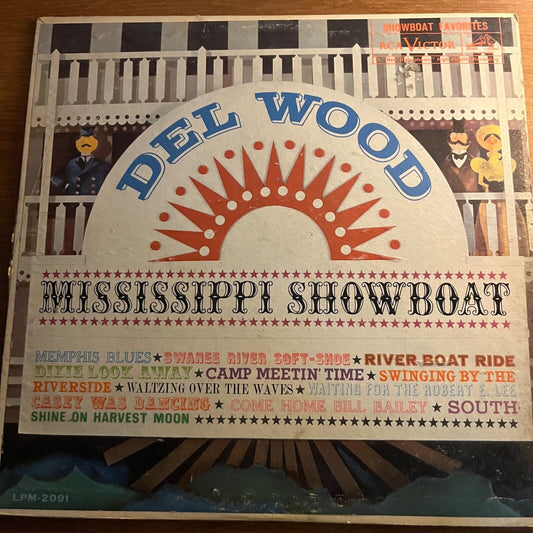 SHOWBOAT FAVORITES
RCA VICTOR
DEL WOOD
MISSISSIPPI SHOWBOAT
MEMPHIS BLUES ★ SWANEE RIVER SOFT-SHOE ★ RIVER BOAT RIDE
DIXIE LOOK AWAY ★ CAMP MEETIN' TIME ★ SWINGING BY THE
RIVERSIDE ★ WALTZING OVER THE WAVES ★ WAITING FOR THE ROBERT E. LEE
CASEY WAS DANCING ★ COME HOME BILL BAILEY ★ SOUTH
SHINE ON HARVEST MOON
LPM-2091